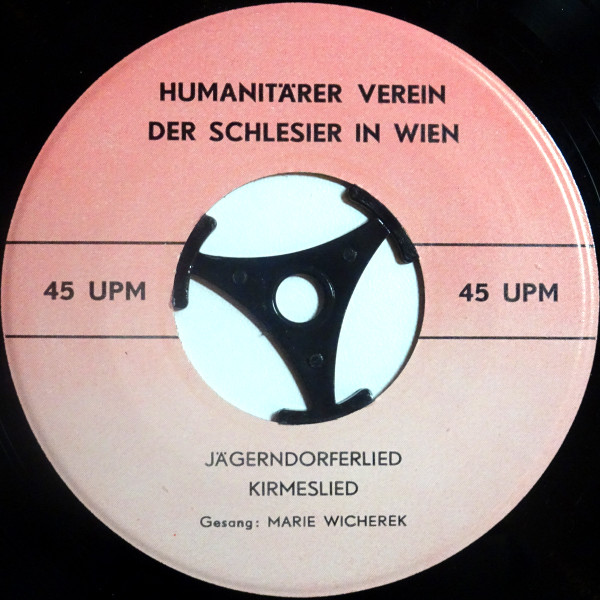 HUMANITÄRER VEREIN
DER SCHLESIER IN WIEN
45 UPM 45 UPM
JÄGERNDORFERLIED
KIRMESLIED
Gesang: MARIE WICHEREK